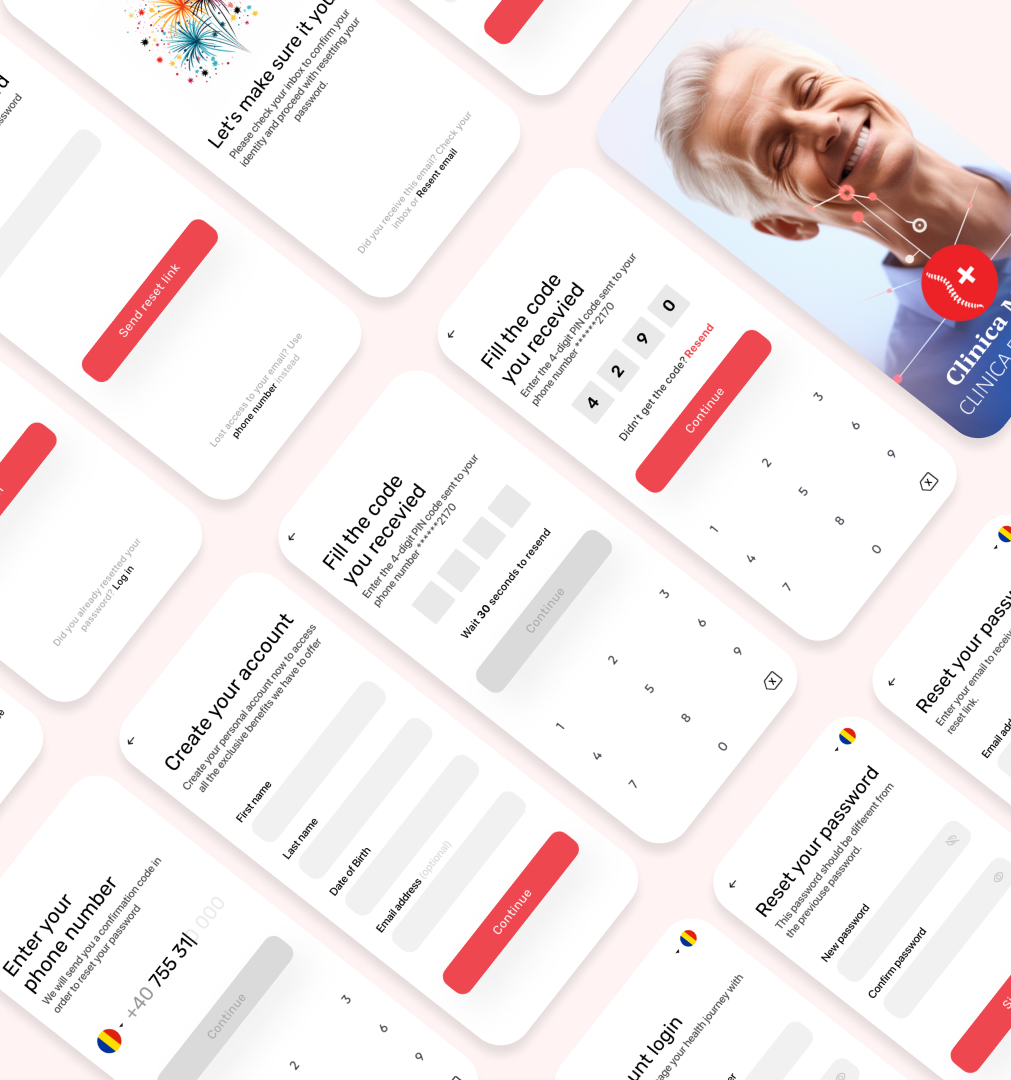 Let's make sure it
Please check your inbox to confirm your
identity and proceed with resetting your
password.
Did you receive this email? Check your
inbox or Resent email
Send reset link
Lost access to your email? Use
phone number instead
Did you already resetted your
password? Log in
Fill the code
you recevied
Enter the 4-digit PIN code sent to your
phone number ******2170
4 2 9 0
Didn't get the code? Resend
Continue
1 2 3
4 5 6
7 8 9
0
Clinica
CLINICA
Fill the code
you recevied
Enter the 4-digit PIN code sent to your
phone number ******2170
Wait 30 seconds to resend
Continue
1 2 3
4 5 6
7 8 9
0
Create your account
Create your personal account now to access
all the exclusive benefits we have to offer
First name
Last name
Date of Birth
Email address (optional)
Continue
Enter your
phone number
We will send you a confirmation code in
order to reset your password
+40 755 31 0 000
Continue
2 3
6
9
Reset your
Enter your email to
reset link.
Email
Reset your password
This password should be different from
the previouse password.
New password
Confirm password
login
your health journey with